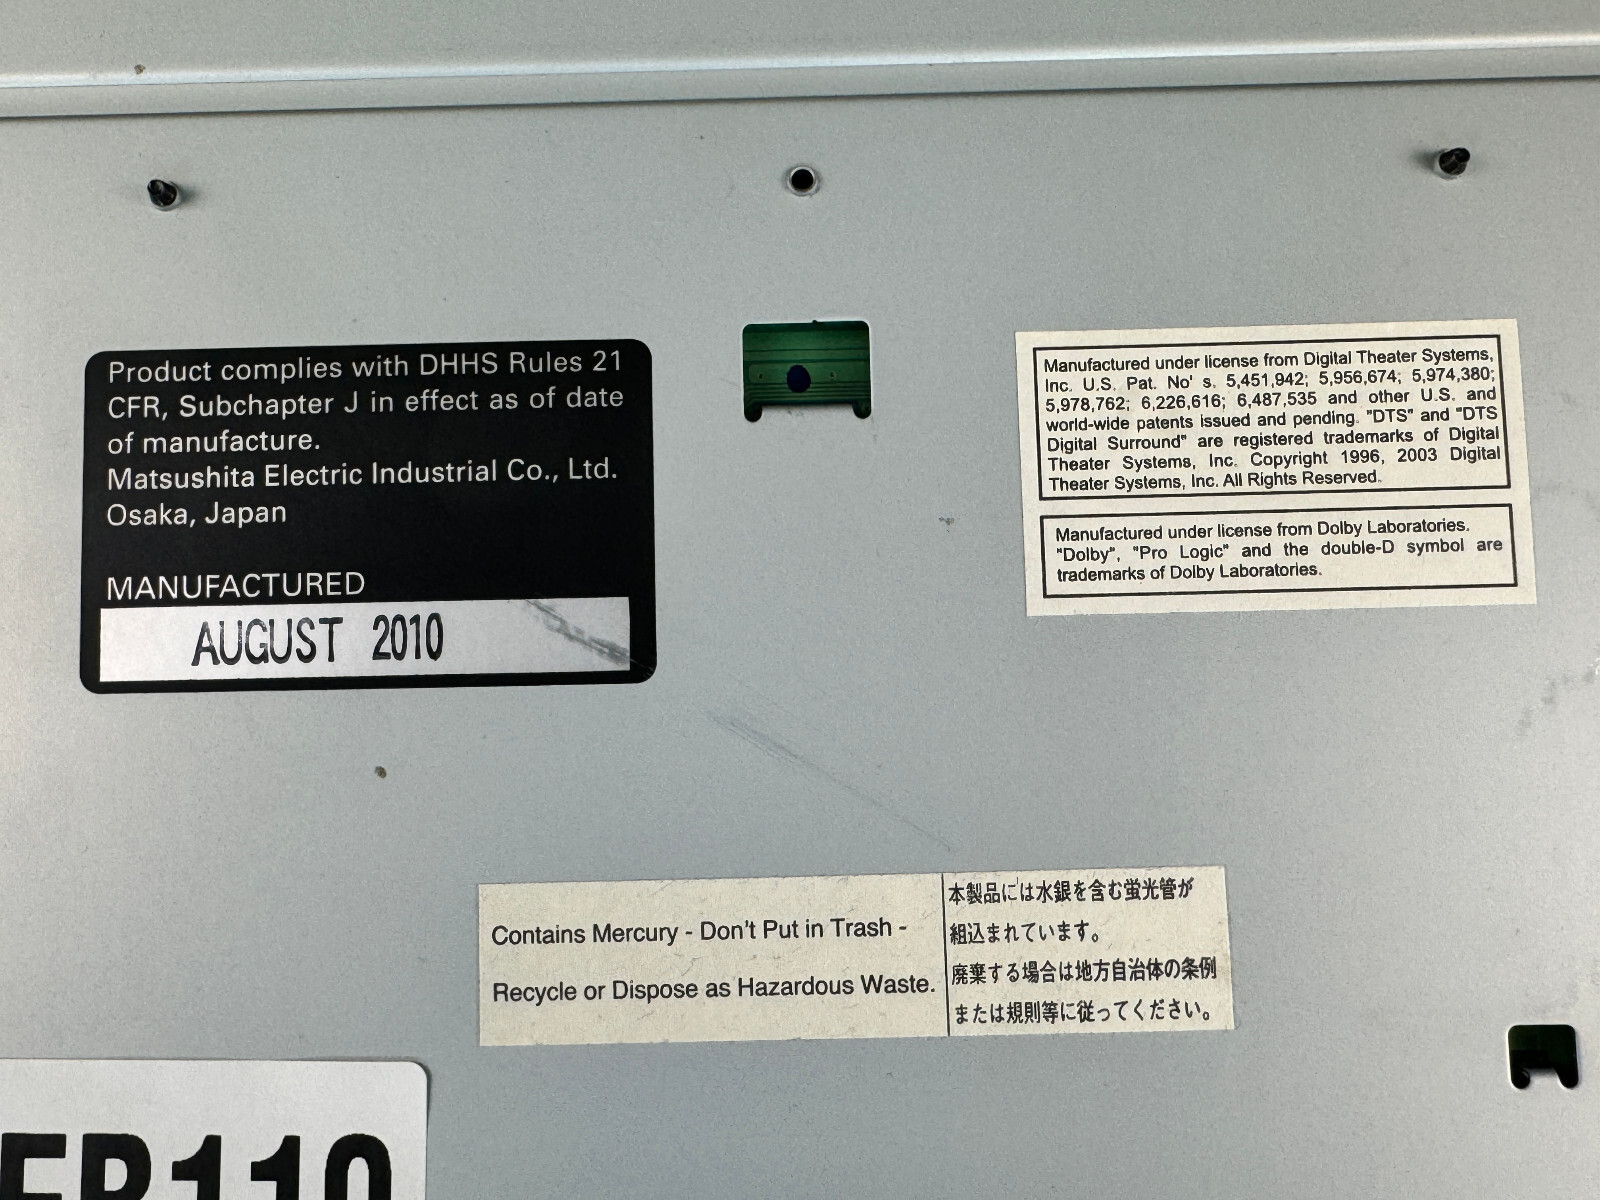 Product complies with DHHS Rules 21
CFR, Subchapter J in effect as of date
of manufacture.
Matsushita Electric Industrial Co., Ltd.
Osaka, Japan
MANUFACTURED
AUGUST 2010
Manufactured under license from Digital Theater Systems,
Inc. U.S. Pat. No' s. 5,451,942; 5,956,674; 5,974,380;
5,978,762; 6,226,616; 6,487,535 and other U.S. and
world-wide patents issued and pending. "DTS" and "DTS
Digital Surround" are registered trademarks of Digital
Theater Systems, Inc. Copyright 1996, 2003 Digital
Theater Systems, Inc. All Rights Reserved.
Manufactured under license from Dolby Laboratories.
"Dolby", "Pro Logic" and the double-D symbol are
trademarks of Dolby Laboratories.
Contains Mercury - Don't Put in Trash -
Recycle or Dispose as Hazardous Waste.
本製品には水銀を含む蛍光管が
組込まれています。
廃棄する場合は地方自治体の条例
または規則等に従ってください。